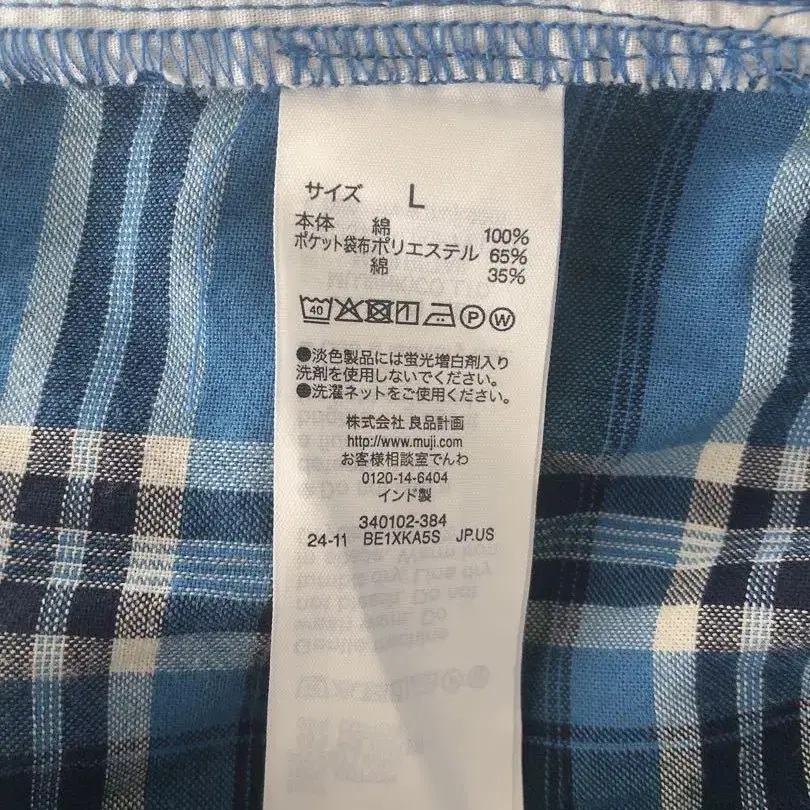 サイズ L
本体 綿 100%
ポケット袋布 ポリエステル 65%
綿 35%
40 P W
●淡色製品には蛍光増白剤入り
洗剤を使用しないでください。
●洗濯ネットをご使用ください。
株式会社 良品計画
http://www.muji.com
お客様相談室でんわ
0120-14-6404
インド製
340102-384
24-11 BE1XKA5S JP.US